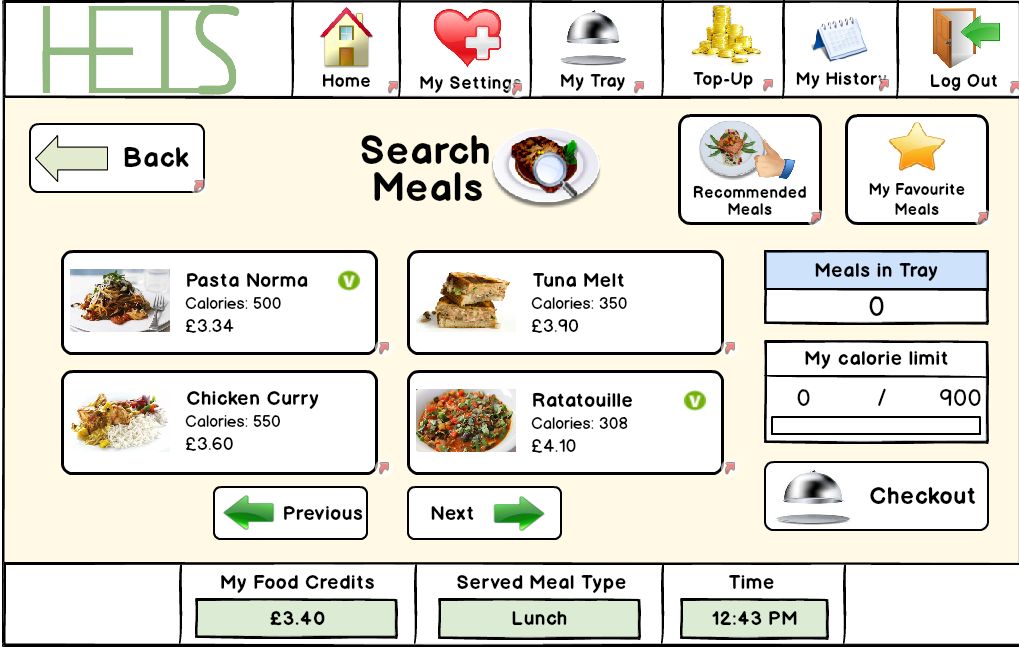 HETS
Home
My Settings
My Tray
Top-Up
My History
Log Out
Back
Search
Meals
Recommended
Meals
My Favourite
Meals
Pasta Norma
V
Calories: 500
£3.34
Tuna Melt
Calories: 350
£3.90
Meals in Tray
0
Chicken Curry
Calories: 550
£3.60
Ratatouille
V
Calories: 308
£4.10
My calorie limit
0 / 900
Previous
Next
Checkout
My Food Credits
£3.40
Served Meal Type
Lunch
Time
12:43 PM